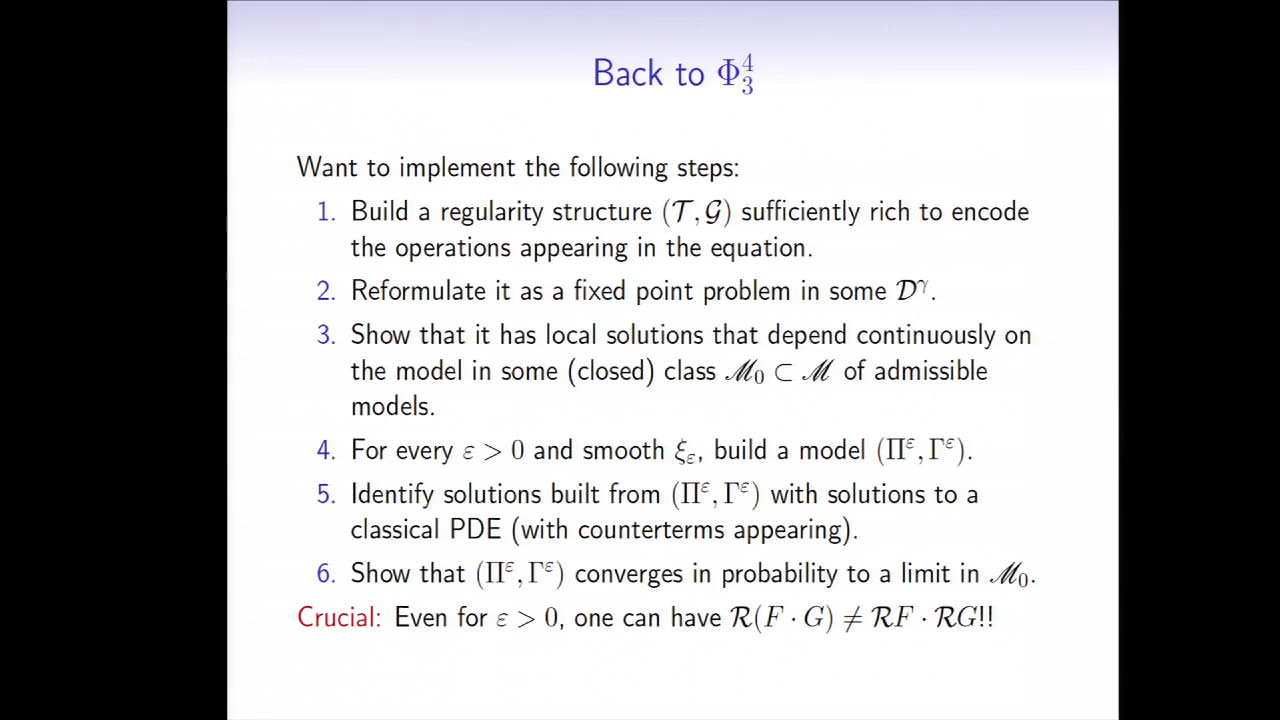 Back to Φ⁴₃
Want to implement the following steps:
1. Build a regularity structure (𝒯, 𝒢) sufficiently rich to encode
the operations appearing in the equation.
2. Reformulate it as a fixed point problem in some 𝒟^γ.
3. Show that it has local solutions that depend continuously on
the model in some (closed) class ℳ₀ ⊂ ℳ of admissible
models.
4. For every ε > 0 and smooth ξ_ε, build a model (Π^ε, Γ^ε).
5. Identify solutions built from (Π^ε, Γ^ε) with solutions to a
classical PDE (with counterterms appearing).
6. Show that (Π^ε, Γ^ε) converges in probability to a limit in ℳ₀.
Crucial: Even for ε > 0, one can have ℛ(F · G) ≠ ℛF · ℛG!!